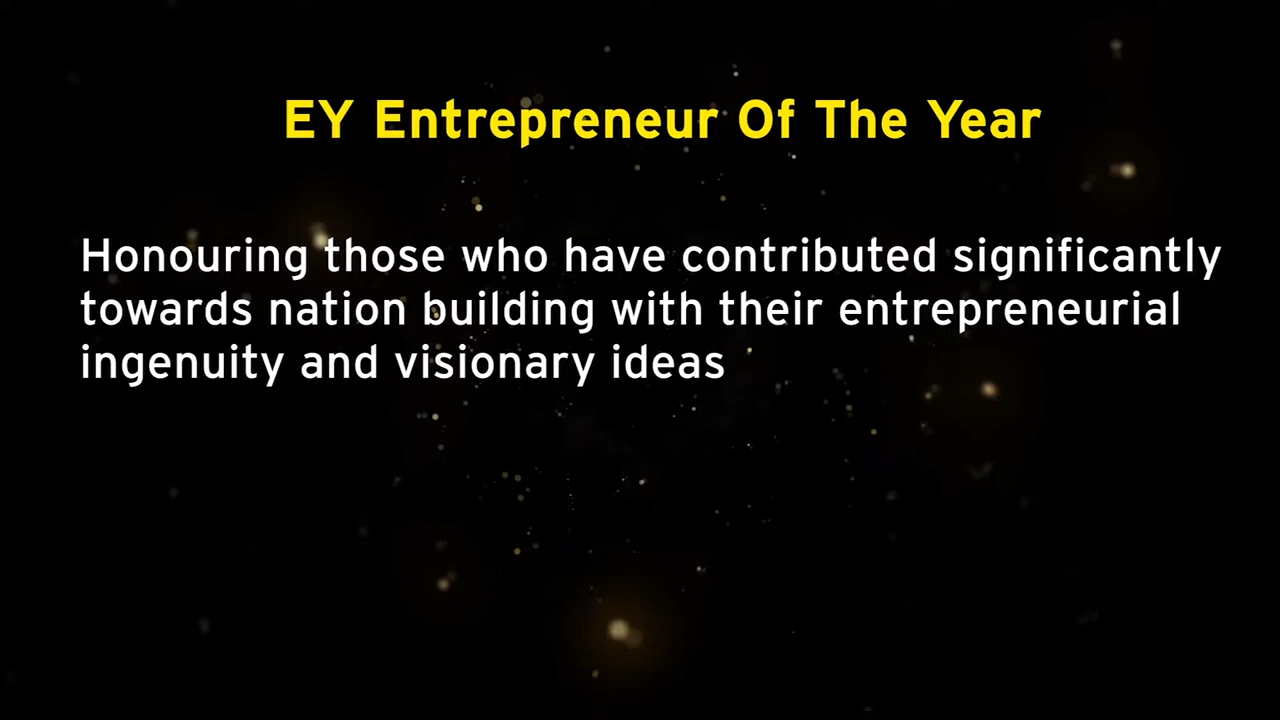 EY Entrepreneur Of The Year
Honouring those who have contributed significantly
towards nation building with their entrepreneurial
ingenuity and visionary ideas